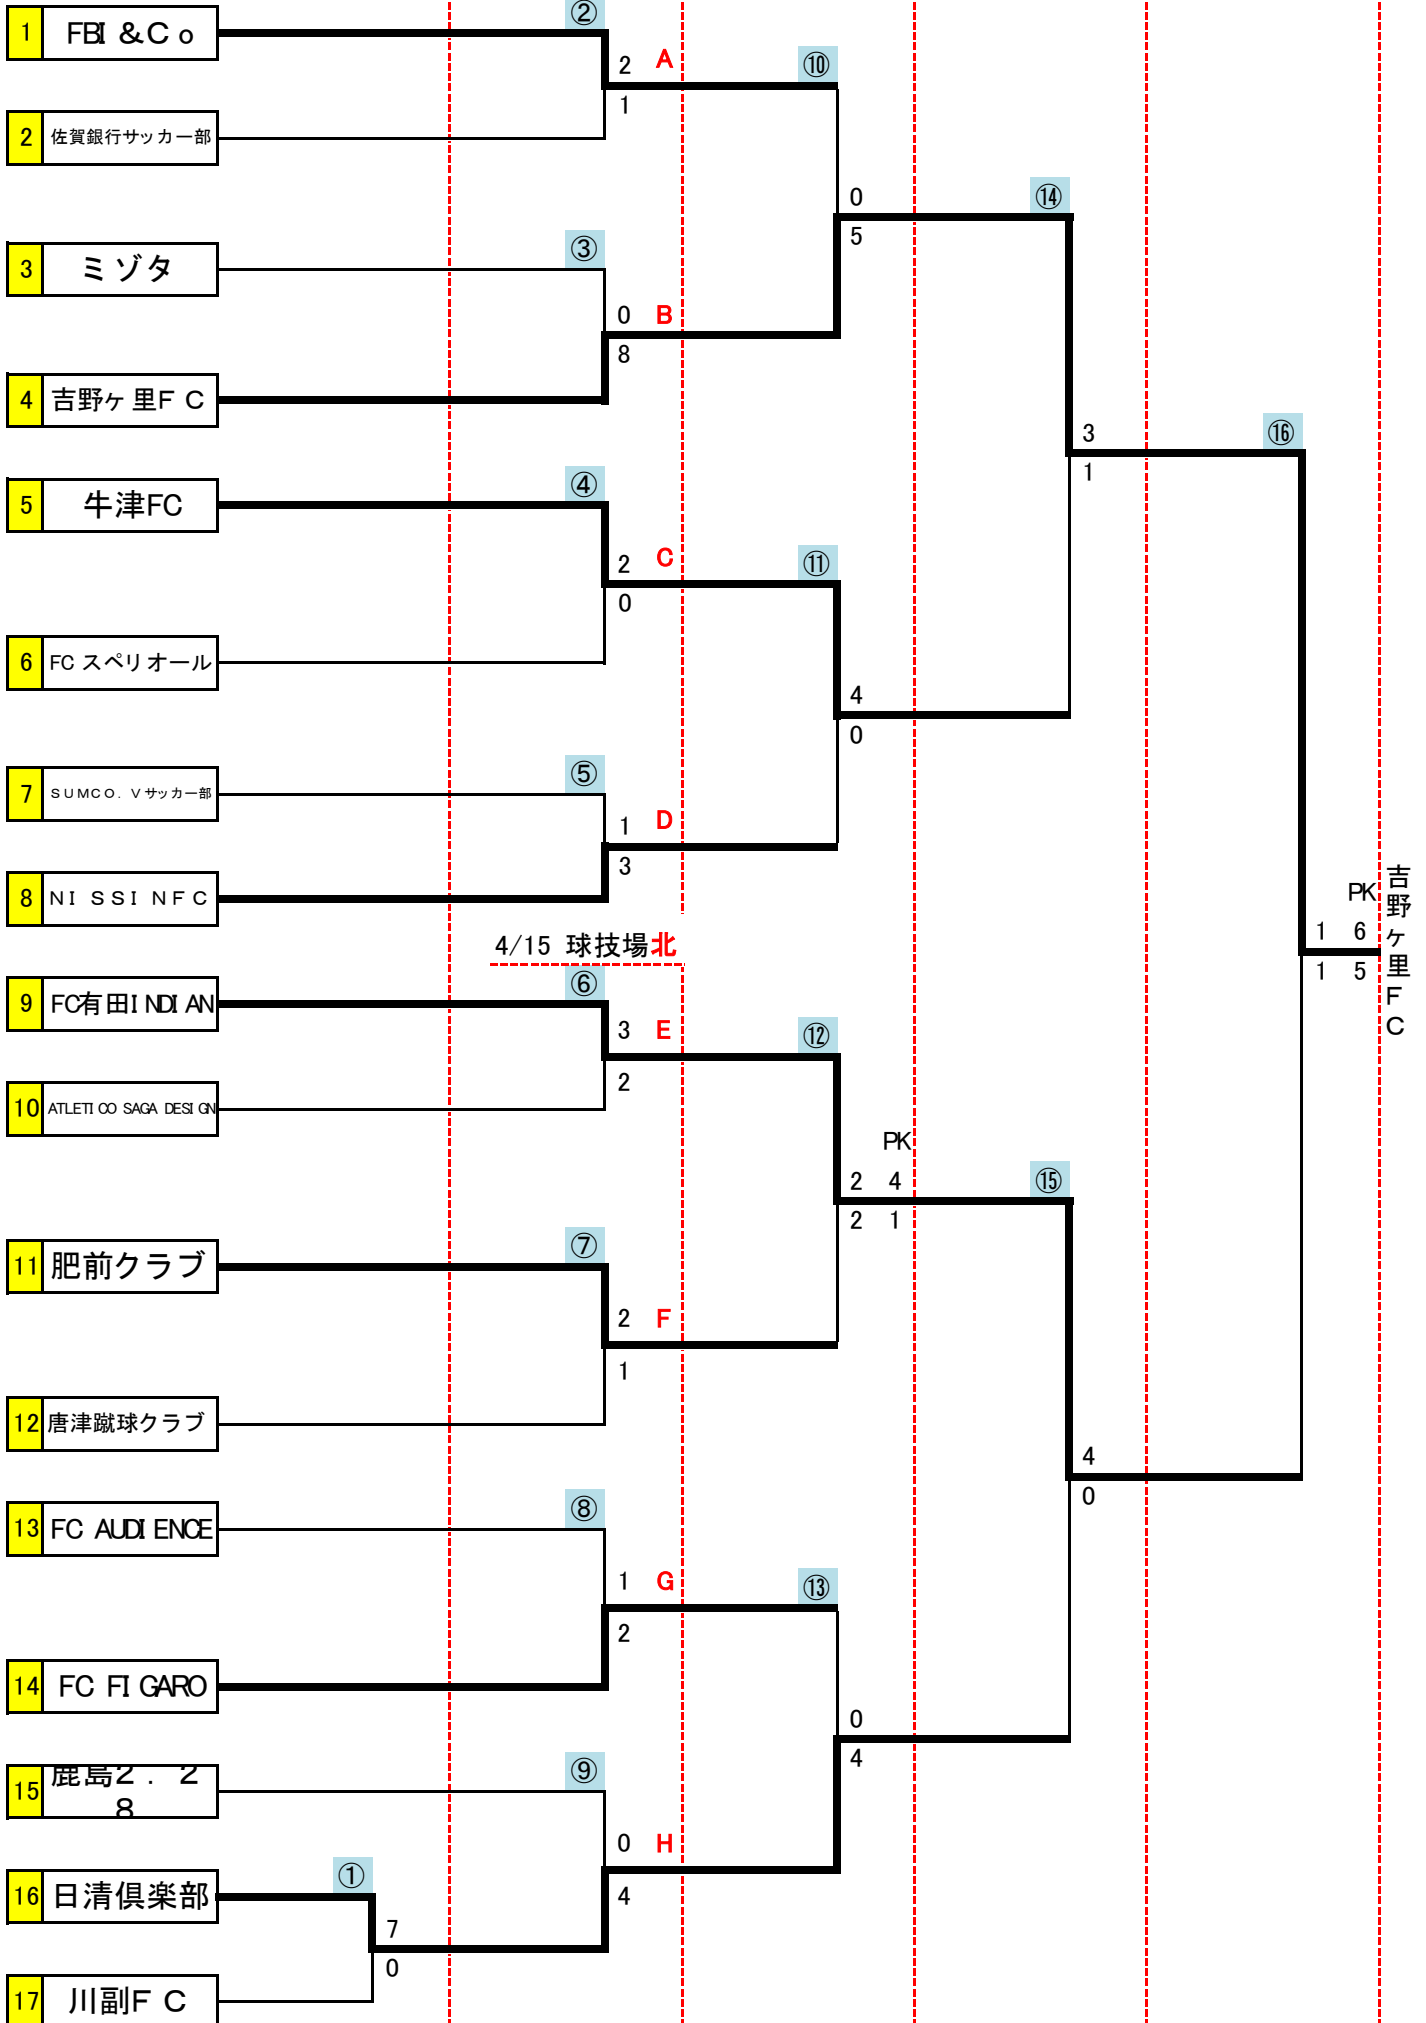 ②
1 FBI&Co
2 A ⑩
1
2 佐賀銀行サッカー部
0 ⑭
5
③
3 ミゾタ
0 B
8
4 吉野ヶ里FC
3 ⑯
1
④
5 牛津FC
2 C ⑪
0
6 FCスペリオール
4
0
⑤
7 SUMCO.Vサッカー部
1 D
3
8 NISSINFC
PK
1 6
1 5
吉野ヶ里FC
4/15 球技場北
⑥
9 FC有田INDIAN
3 E ⑫
2
10 ATLETICO SAGA DESIGN
PK
2 4 ⑮
2 1
⑦
11 肥前クラブ
2 F
1
12 唐津蹴球クラブ
4
0
⑧
13 FC AUDIENCE
1 G ⑬
2
14 FC FIGARO
0
4
⑨
15 鹿島2.2
8
0 H
4
①
16 日清倶楽部
7
0
17 川副FC